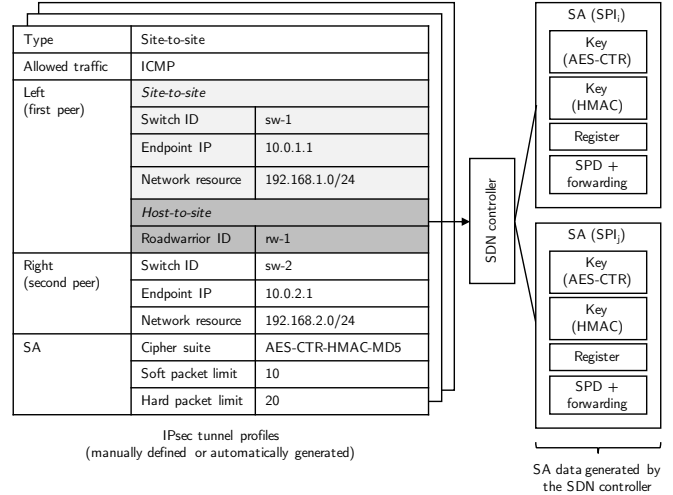 Type Site-to-site
Allowed traffic ICMP
Left
(first peer)
Site-to-site
Switch ID sw-1
Endpoint IP 10.0.1.1
Network resource 192.168.1.0/24
Host-to-site
Roadwarrior ID rw-1
Right
(second peer)
Switch ID sw-2
Endpoint IP 10.0.2.1
Network resource 192.168.2.0/24
SA
Cipher suite AES-CTR-HMAC-MD5
Soft packet limit 10
Hard packet limit 20
IPsec tunnel profiles
(manually defined or automatically generated)
SDN controller
SA (SPIi)
Key
(AES-CTR)
Key
(HMAC)
Register
SPD +
forwarding
SA (SPIj)
Key
(AES-CTR)
Key
(HMAC)
Register
SPD +
forwarding
SA data generated by
the SDN controller